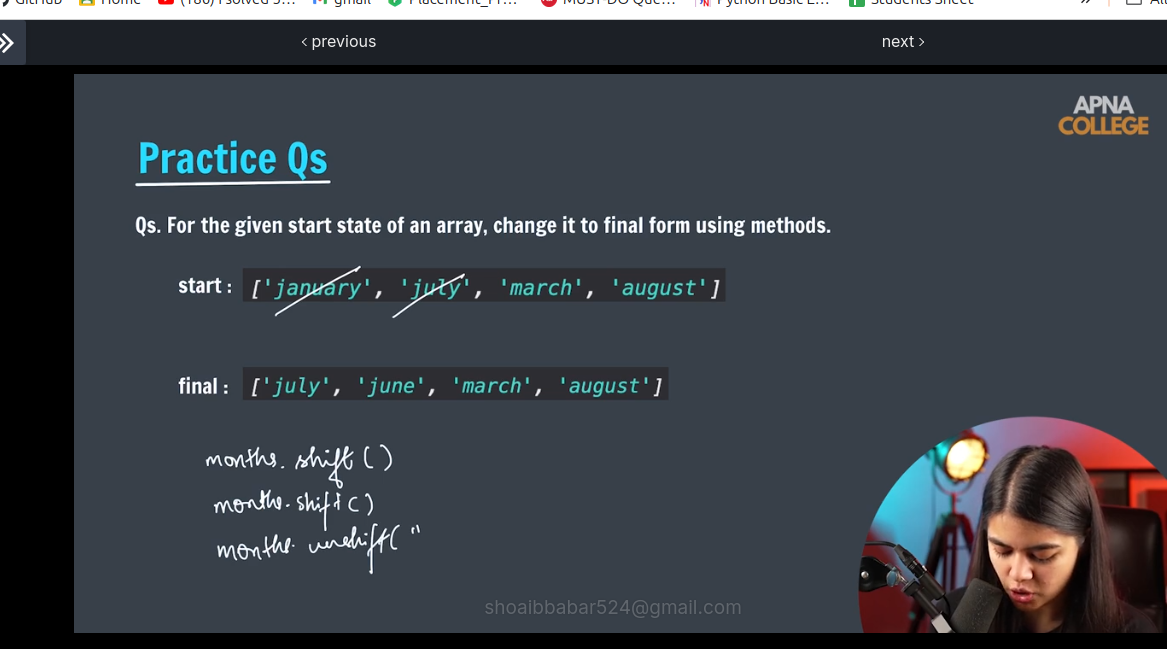 GitHub Home (180) I solved 5... gmail Placement_Pr... MUST-DO Que... Python Basic E... Students Sheet » All
‹ previous next ›
APNA
COLLEGE
Practice Qs
Qs. For the given start state of an array, change it to final form using methods.
start : ['january', 'july', 'march', 'august']
final : ['july', 'june', 'march', 'august']
months. shift ( )
months. shift ( )
months. unshift( "
shoaibbabar524@gmail.com